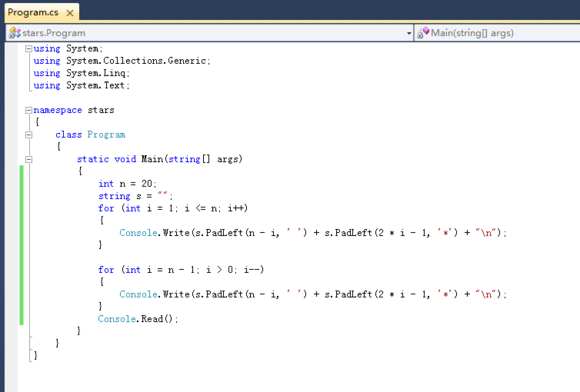 Program.cs ×
stars.Program Main(string[] args)
using System;
using System.Collections.Generic;
using System.Linq;
using System.Text;
namespace stars
{
class Program
{
static void Main(string[] args)
{
int n = 20;
string s = "";
for (int i = 1; i <= n; i++)
{
Console.Write(s.PadLeft(n - i, ' ') + s.PadLeft(2 * i - 1, '*') + "\n");
}
for (int i = n - 1; i > 0; i--)
{
Console.Write(s.PadLeft(n - i, ' ') + s.PadLeft(2 * i - 1, '*') + "\n");
}
Console.Read();
}
}
}